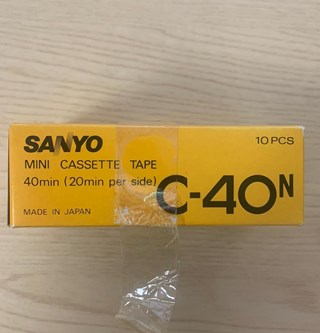 SANYO
10 PCS
MINI CASSETTE TAPE
40min (20min per side)
C-40N
MADE IN JAPAN